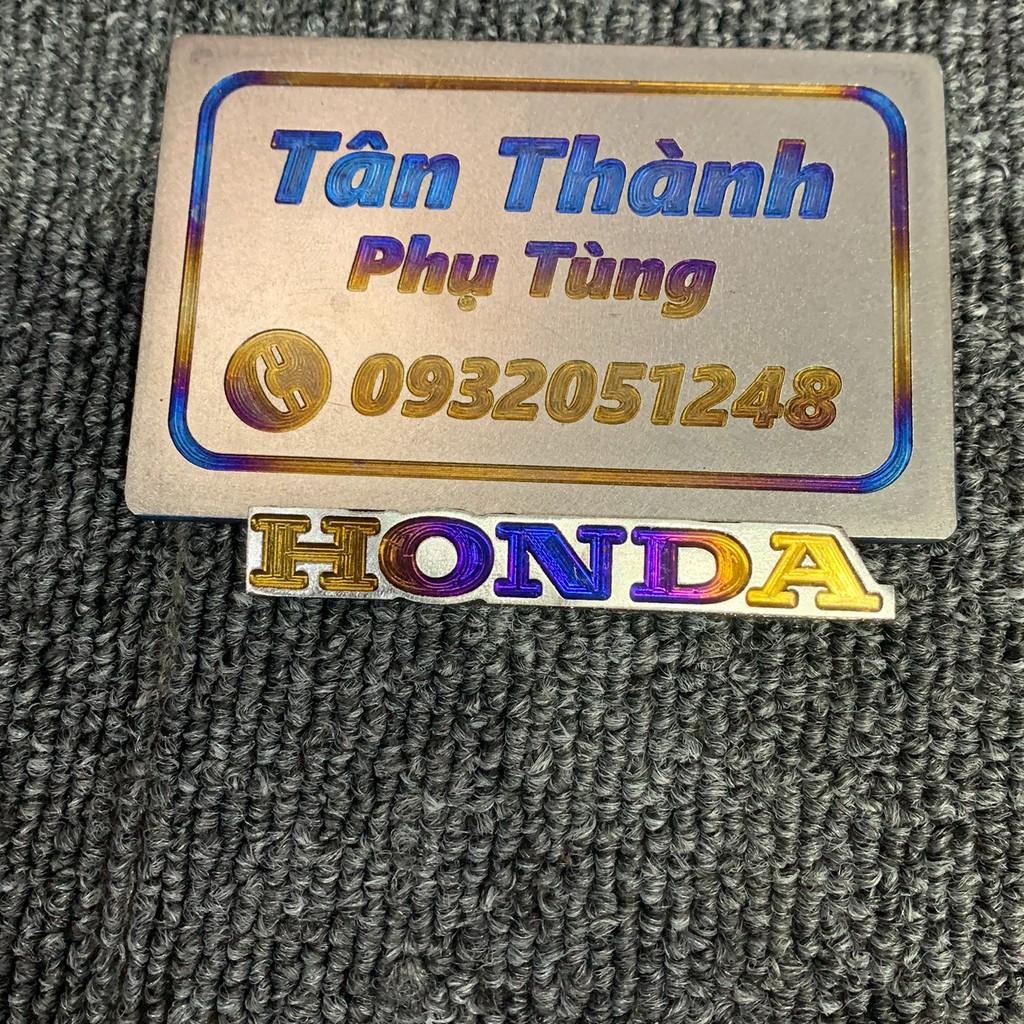 Tân Thành
Phụ Tùng
0932051248
HONDA